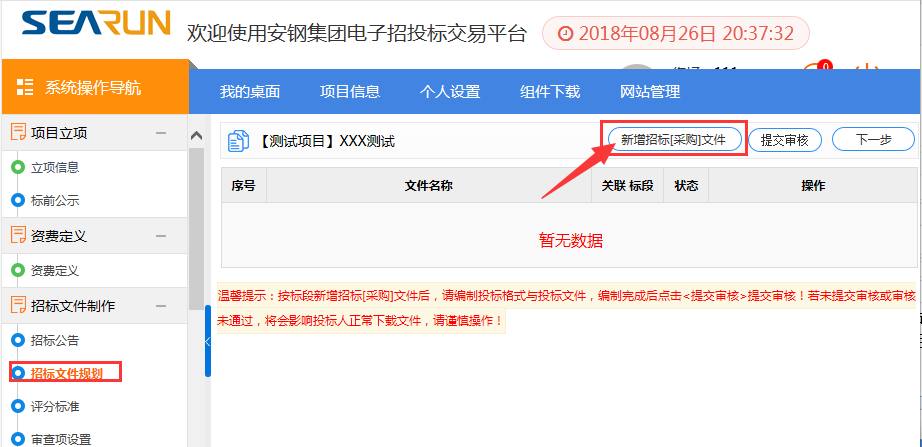 SEARUN
欢迎使用安钢集团电子招投标交易平台
2018年08月26日 20:37:32
0
系统操作导航
我的桌面
项目信息
个人设置
组件下载
网站管理
项目立项
立项信息
标前公示
资费定义
资费定义
招标文件制作
招标公告
招标文件规划
评分标准
审查项设置
【测试项目】XXX测试
新增招标[采购]文件
提交审核
下一步
序号
文件名称
关联 标段
状态
操作
暂无数据
温馨提示：按标段新增招标[采购]文件后，请编制投标格式与投标文件，编制完成后点击<提交审核>提交审核！若未提交审核或审核
未通过，将会影响投标人正常下载文件，请谨慎操作！